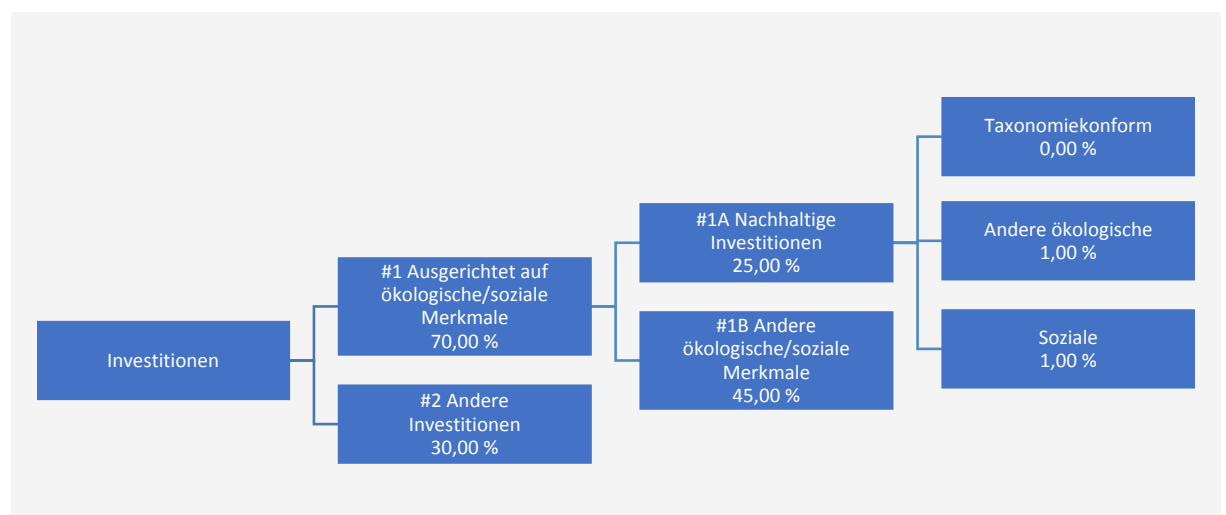 Investitionen
#1 Ausgerichtet auf
ökologische/soziale
Merkmale
70,00 %
#2 Andere
Investitionen
30,00 %
#1A Nachhaltige
Investitionen
25,00 %
#1B Andere
ökologische/soziale
Merkmale
45,00 %
Taxonomiekonform
0,00 %
Andere ökologische
1,00 %
Soziale
1,00 %